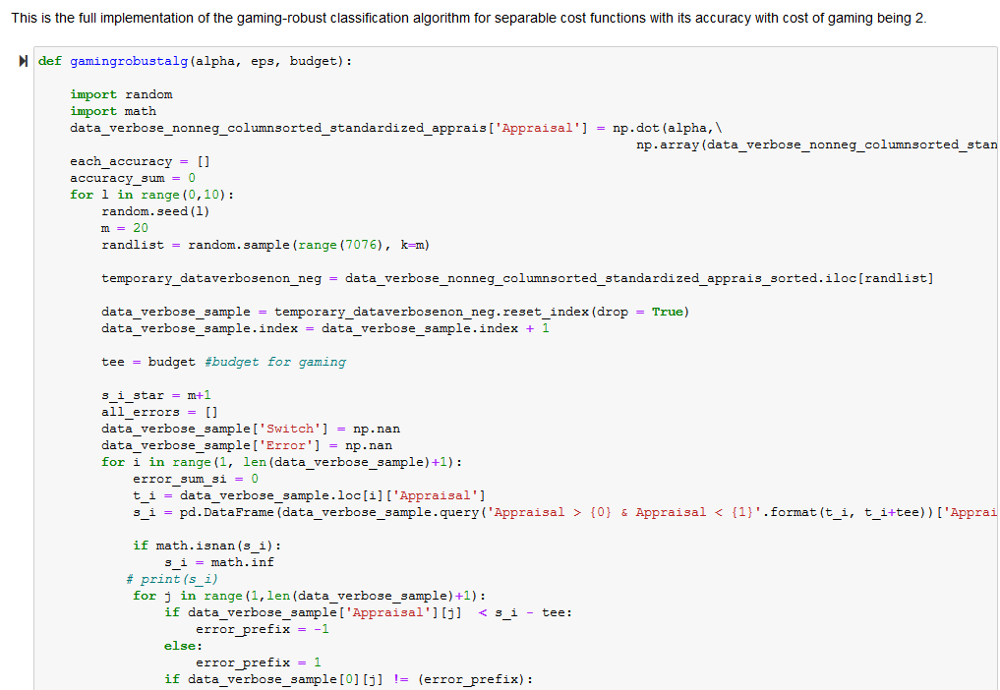 This is the full implementation of the gaming-robust classification algorithm for separable cost functions with its accuracy with cost of gaming being 2.
def gamingrobustalg(alpha, eps, budget):
import random
import math
data_verbose_nonneg_columnsorted_standardized_apprais['Appraisal'] = np.dot(alpha,\
np.array(data_verbose_nonneg_columnsorted_stan
each_accuracy = []
accuracy_sum = 0
for l in range(0,10):
random.seed(l)
m = 20
randlist = random.sample(range(7076), k=m)
temporary_dataverbosenon_neg = data_verbose_nonneg_columnsorted_standardized_apprais_sorted.iloc[randlist]
data_verbose_sample = temporary_dataverbosenon_neg.reset_index(drop = True)
data_verbose_sample.index = data_verbose_sample.index + 1
tee = budget #budget for gaming
s_i_star = m+1
all_errors = []
data_verbose_sample['Switch'] = np.nan
data_verbose_sample['Error'] = np.nan
for i in range(1, len(data_verbose_sample)+1):
error_sum_si = 0
t_i = data_verbose_sample.loc[i]['Appraisal']
s_i = pd.DataFrame(data_verbose_sample.query('Appraisal > {0} & Appraisal < {1}'.format(t_i, t_i+tee))['Apprai
if math.isnan(s_i):
s_i = math.inf
# print(s_i)
for j in range(1,len(data_verbose_sample)+1):
if data_verbose_sample['Appraisal'][j] < s_i - tee:
error_prefix = -1
else:
error_prefix = 1
if data_verbose_sample[0][j] != (error_prefix):